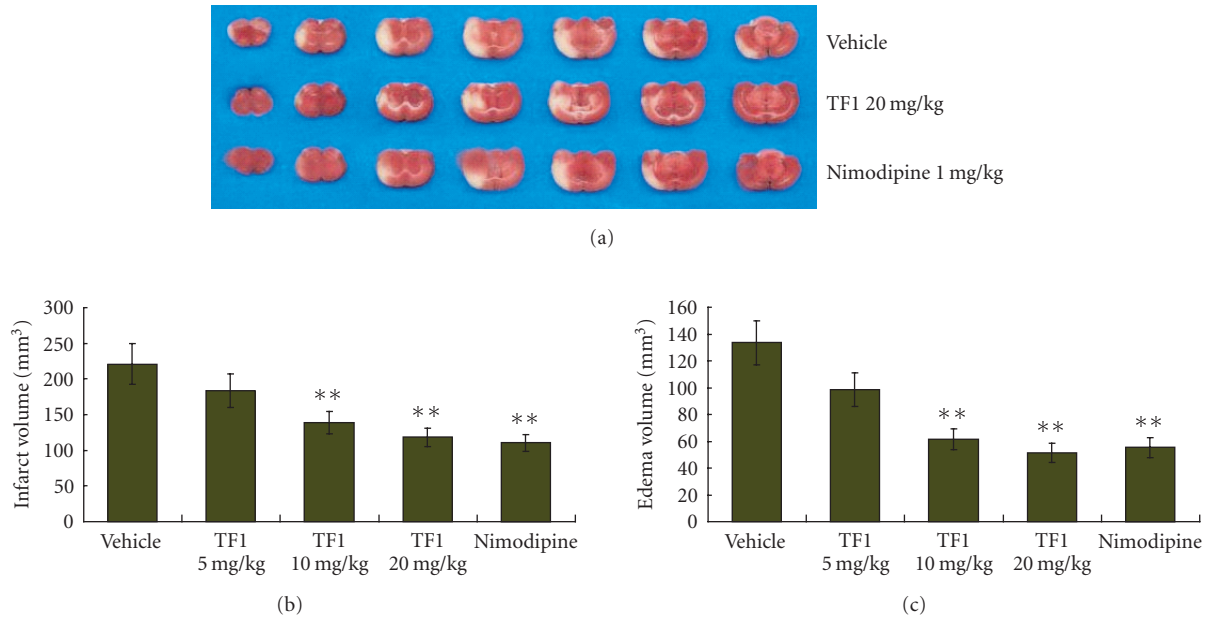 Vehicle
TF1 20 mg/kg
Nimodipine 1 mg/kg
(a)
Infarct volume (mm³)
300
250
200
150
100
50
0
**
**
**
Vehicle
TF1
5 mg/kg
TF1
10 mg/kg
TF1
20 mg/kg
Nimodipine
(b)
Edema volume (mm³)
160
140
120
100
80
60
40
20
0
**
**
**
Vehicle
TF1
5 mg/kg
TF1
10 mg/kg
TF1
20 mg/kg
Nimodipine
(c)